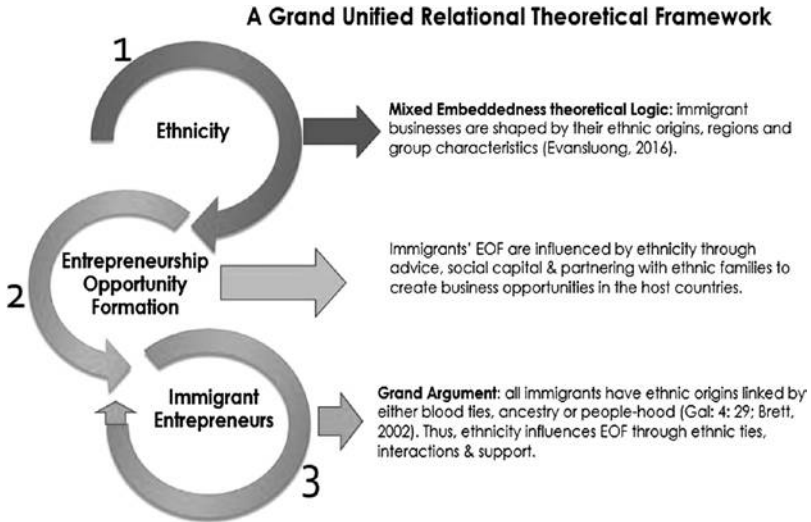 A Grand Unified Relational Theoretical Framework
1
Ethnicity
Mixed Embeddedness theoretical Logic: immigrant
businesses are shaped by their ethnic origins, regions and
group characteristics (Evansluong, 2016).
2
Entrepreneurship
Opportunity
Formation
Immigrants' EOF are influenced by ethnicity through
advice, social capital & partnering with ethnic families to
create business opportunities in the host countries.
3
Immigrant
Entrepreneurs
Grand Argument: all immigrants have ethnic origins linked by
either blood ties, ancestry or people-hood (Gal: 4: 29; Brett,
2002). Thus, ethnicity influences EOF through ethnic ties,
interactions & support.